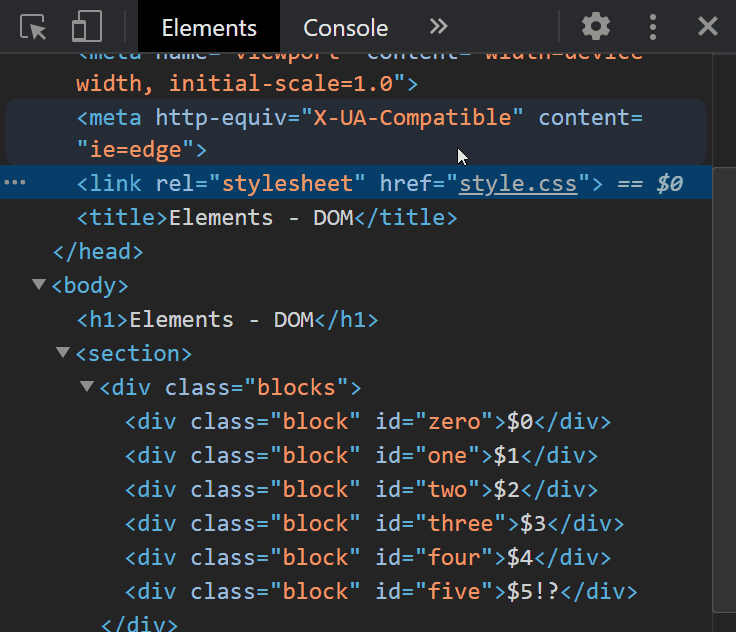 Elements Console »
<meta name="viewport" content="width=device-
width, initial-scale=1.0">
<meta http-equiv="X-UA-Compatible" content=
"ie=edge">
<link rel="stylesheet" href="style.css"> == $0
<title>Elements - DOM</title>
</head>
<body>
<h1>Elements - DOM</h1>
<section>
<div class="blocks">
<div class="block" id="zero">$0</div>
<div class="block" id="one">$1</div>
<div class="block" id="two">$2</div>
<div class="block" id="three">$3</div>
<div class="block" id="four">$4</div>
<div class="block" id="five">$5!?</div>
</div>